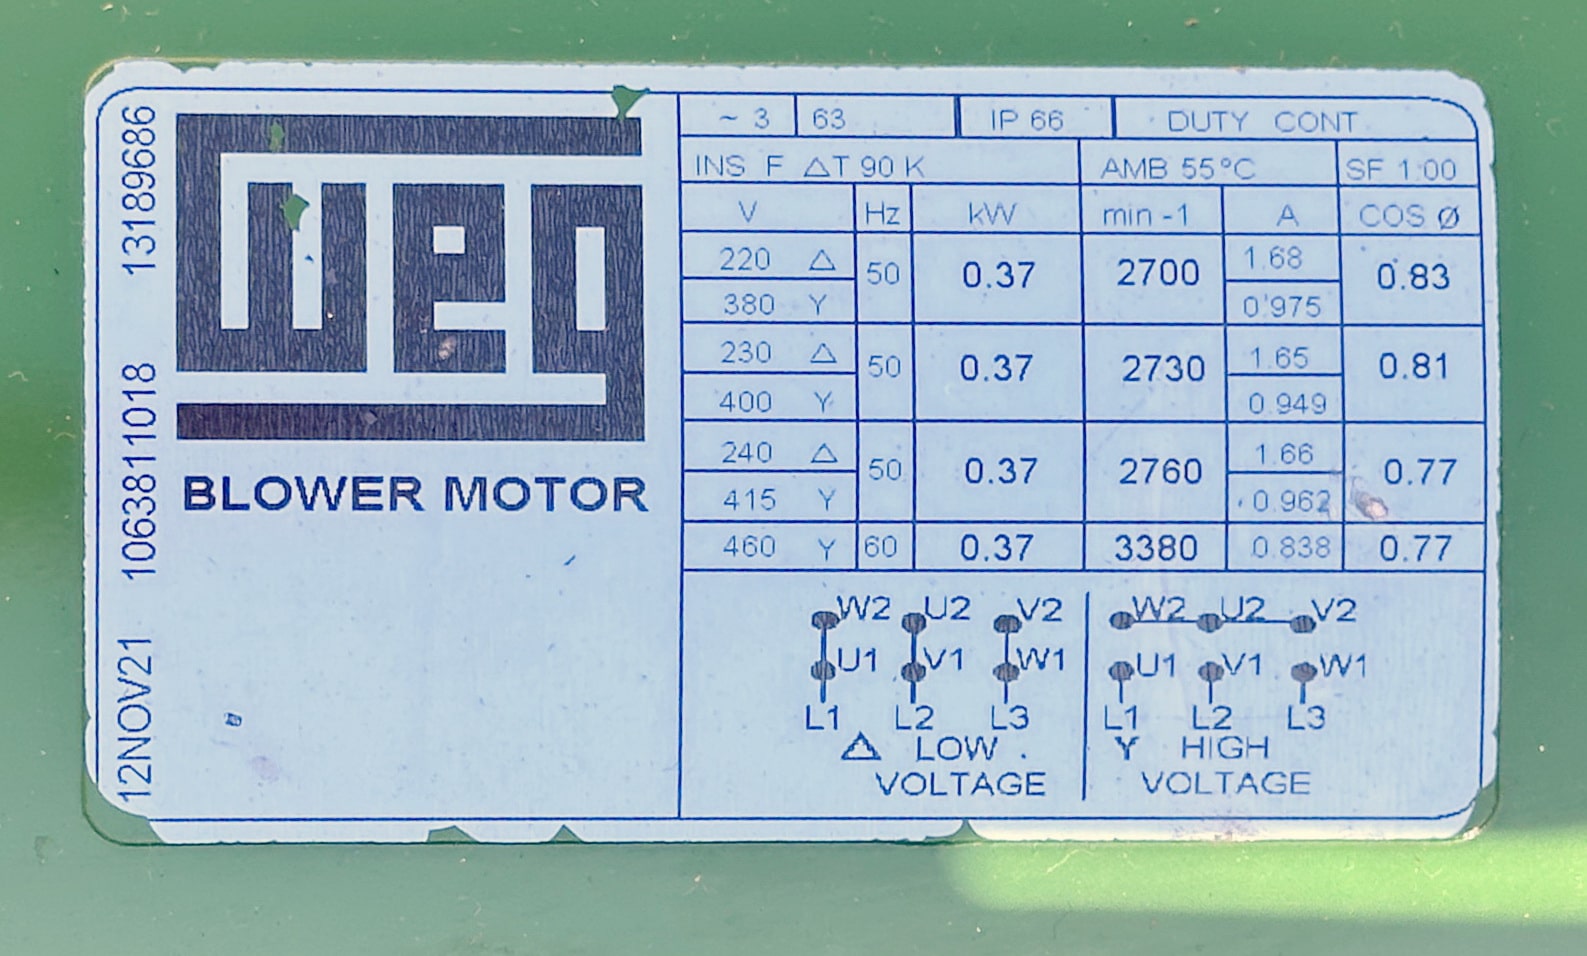 13189686
1063811018
12NOV21
weg
BLOWER MOTOR
~ 3 63 IP 66 DUTY CONT
INS F △T 90 K AMB 55°C SF 1.00
V Hz kW min -1 A COS Ø
220 △ 50 0.37 2700 1.68 0.83
380 Y 0.975
230 △ 50 0.37 2730 1.65 0.81
400 Y 0.949
240 △ 50 0.37 2760 1.66 0.77
415 Y 0.962
460 Y 60 0.37 3380 0.838 0.77
W2 U2 V2 W2 U2 V2
U1 V1 W1 U1 V1 W1
L1 L2 L3 L1 L2 L3
△ LOW Y HIGH
VOLTAGE VOLTAGE